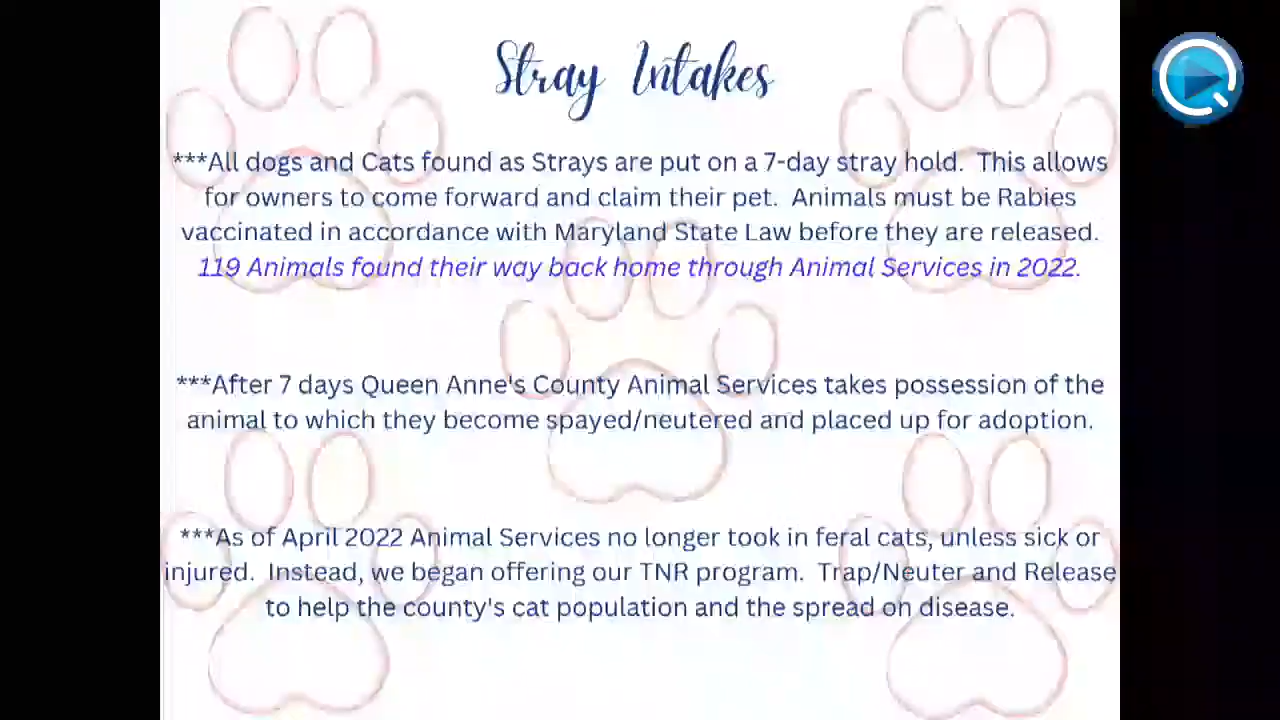 Stray Intakes
***All dogs and Cats found as Strays are put on a 7-day stray hold.  This allows
for owners to come forward and claim their pet.  Animals must be Rabies
vaccinated in accordance with Maryland State Law before they are released.
119 Animals found their way back home through Animal Services in 2022.
***After 7 days Queen Anne's County Animal Services takes possession of the
animal to which they become spayed/neutered and placed up for adoption.
***As of April 2022 Animal Services no longer took in feral cats, unless sick or
injured.  Instead, we began offering our TNR program.  Trap/Neuter and Release
to help the county's cat population and the spread on disease.